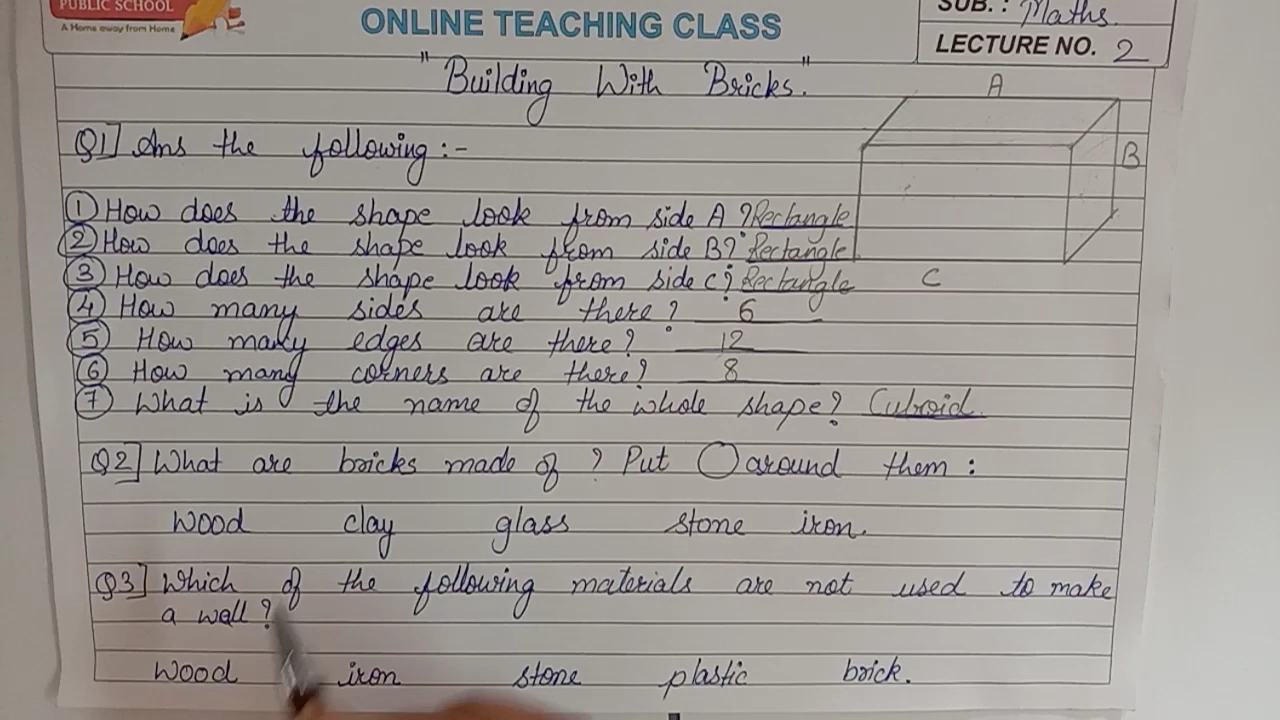 PUBLIC SCHOOL
A Home away from Home
ONLINE TEACHING CLASS
SUB. : Maths.
LECTURE NO. 2
"Building With Bricks."
A
B
C
Q1] Ans the following :-
① How does the shape look from side A ? Rectangle
② How does the shape look from side B? Rectangle
③ How does the shape look from side C? Rectangle
④ How many sides are there? 6
⑤ How many edges are there? 12
⑥ How many corners are there? 8
⑦ What is the name of the whole shape? Cuboid.
Q2] What are bricks made of ? Put ◯ around them :
Wood clay glass stone iron.
Q3] Which of the following materials are not used to make
a wall ?
Wood iron stone plastic brick.